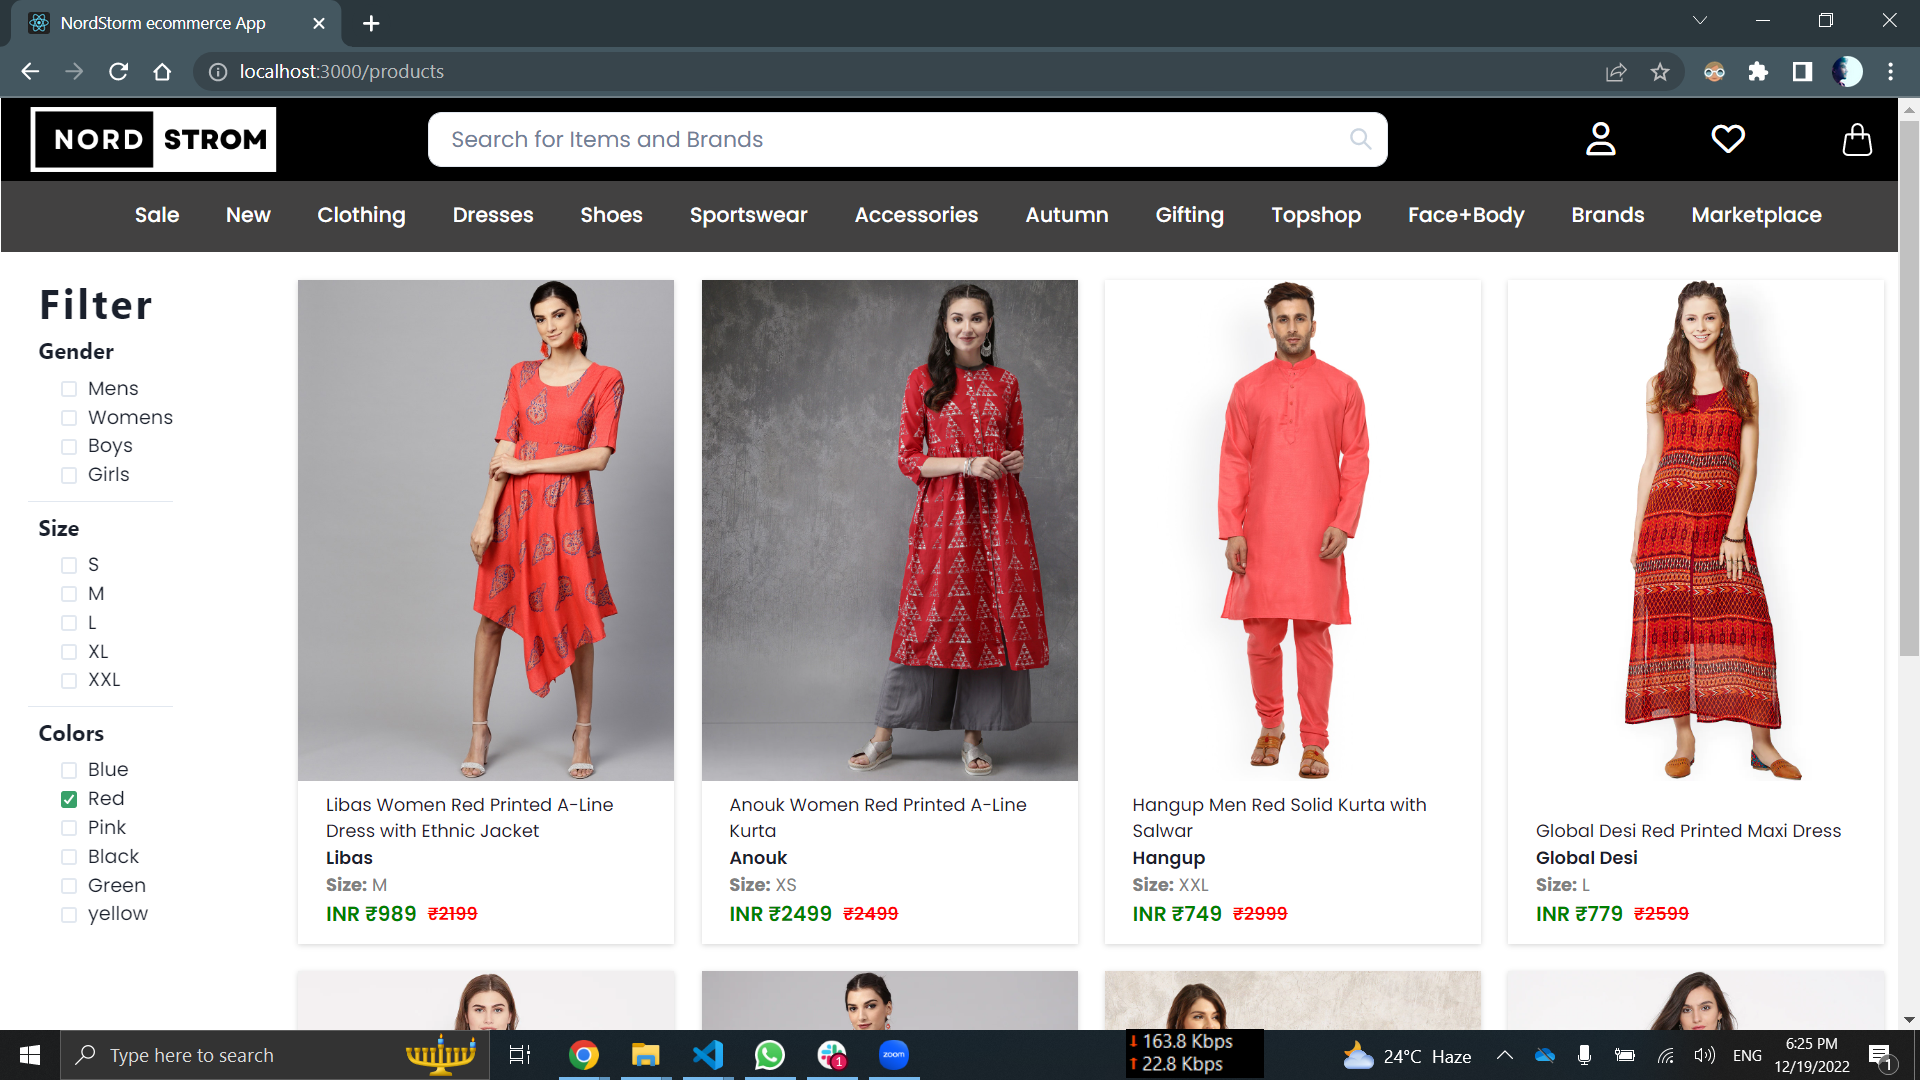 NordStorm ecommerce App
localhost:3000/products
NORD STROM
Search for Items and Brands
Sale New Clothing Dresses Shoes Sportswear Accessories Autumn Gifting Topshop Face+Body Brands Marketplace
Filter
Gender
Mens
Womens
Boys
Girls
Size
S
M
L
XL
XXL
Colors
Blue
Red
Pink
Black
Green
yellow
Libas Women Red Printed A-Line
Dress with Ethnic Jacket
Libas
Size: M
INR ₹989 ₹2199
Anouk Women Red Printed A-Line
Kurta
Anouk
Size: XS
INR ₹2499 ₹2499
Hangup Men Red Solid Kurta with
Salwar
Hangup
Size: XXL
INR ₹749 ₹2999
Global Desi Red Printed Maxi Dress
Global Desi
Size: L
INR ₹779 ₹2599
Type here to search
zoom
1
163.8 Kbps
22.8 Kbps
24°C Haze
ENG
6:25 PM
12/19/2022
1